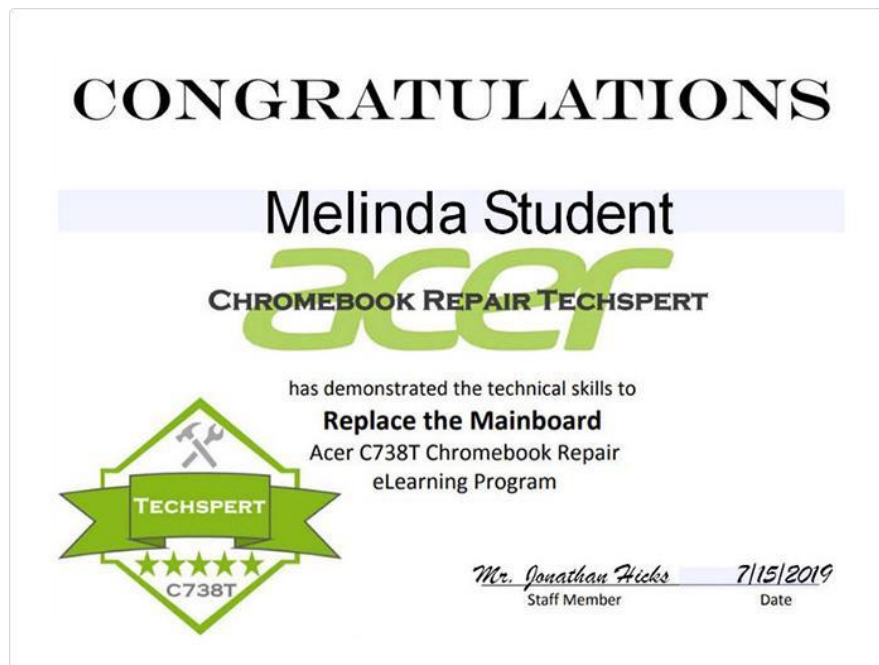 CONGRATULATIONS
Melinda Student
acer
CHROMEBOOK REPAIR TECHSPERT
has demonstrated the technical skills to
Replace the Mainboard
Acer C738T Chromebook Repair
eLearning Program
TECHSPERT
C738T
Mr. Jonathan Hicks 7/15/2019
Staff Member Date